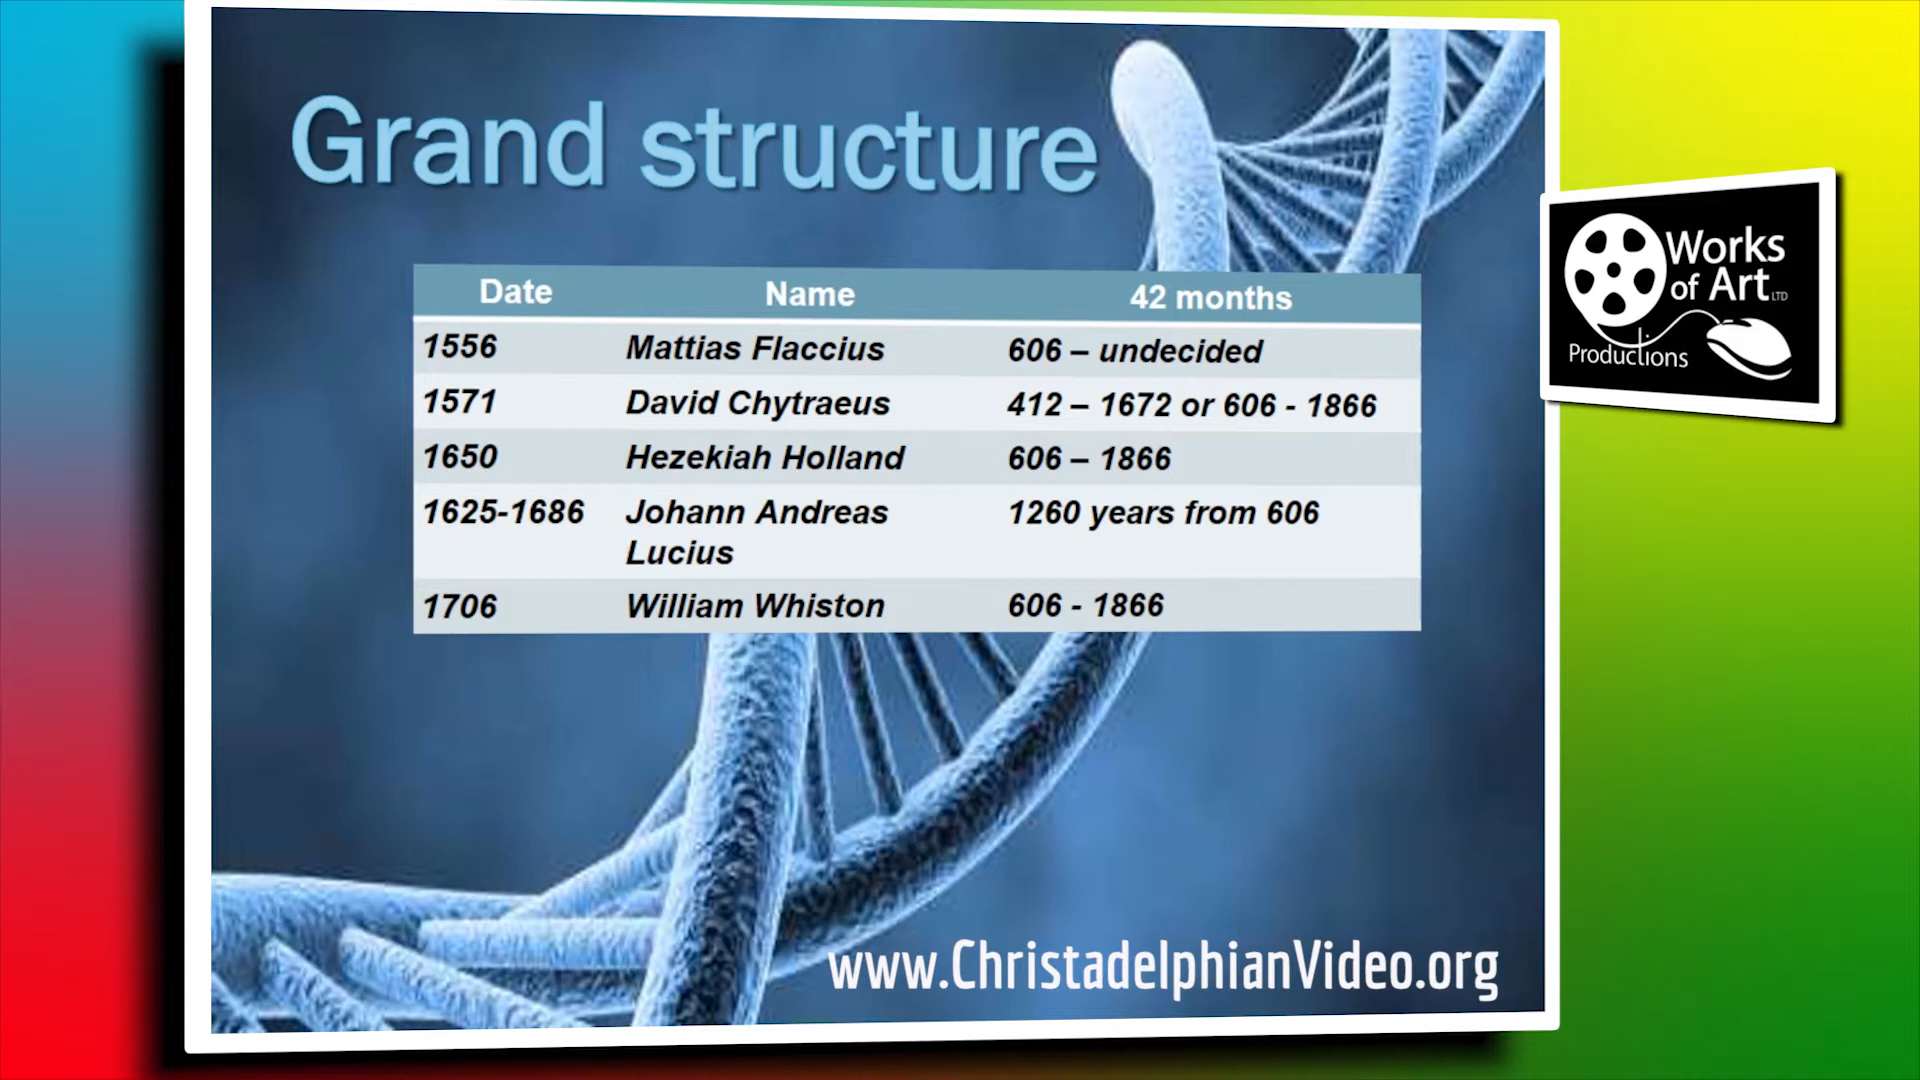 Grand structure
Date Name 42 months
1556 Mattias Flaccius 606 – undecided
1571 David Chytraeus 412 – 1672 or 606 - 1866
1650 Hezekiah Holland 606 – 1866
1625-1686 Johann Andreas 1260 years from 606
Lucius
1706 William Whiston 606 - 1866
www.ChristadelphianVideo.org
Works
of Art LTD
Productions